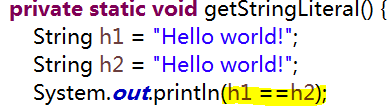 private static void getStringLiteral() {
String h1 = "Hello world!";
String h2 = "Hello world!";
System.out.println(h1 ==h2);